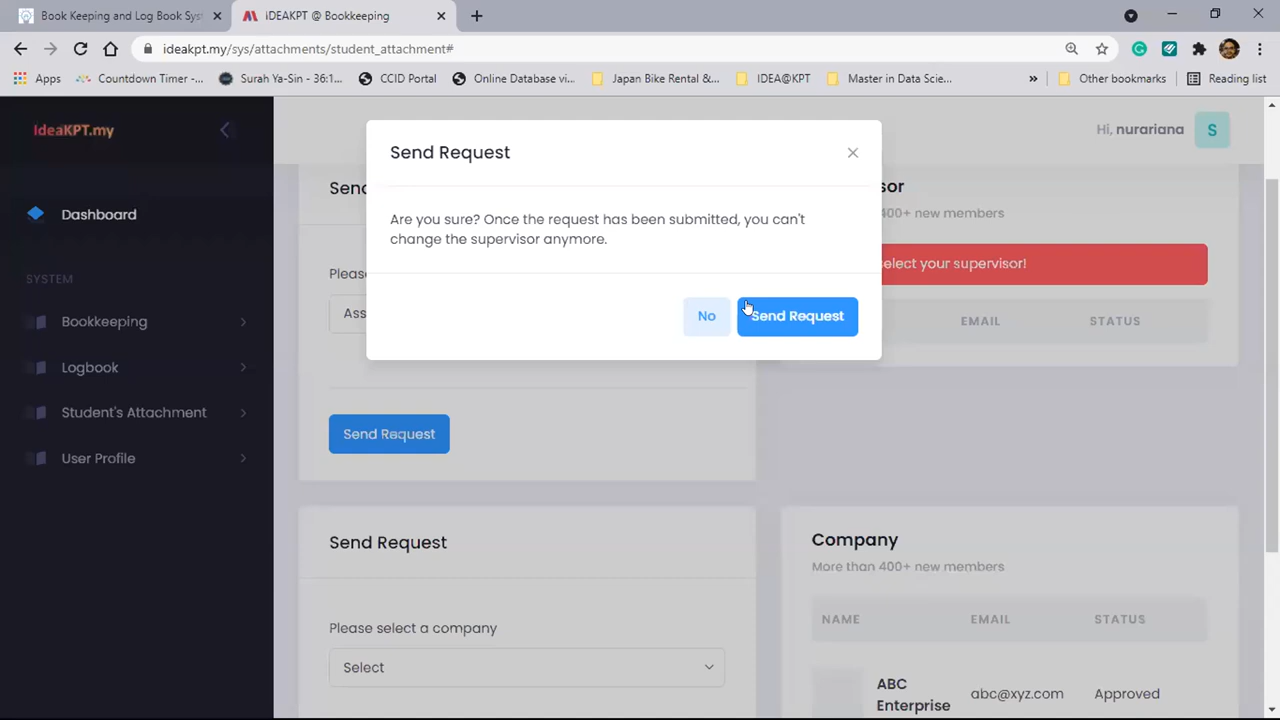 Book Keeping and Log Book Sys
IDEAKPT @ Bookkeeping
ideakpt.my/sys/attachments/student_attachment#
Apps
Countdown Timer -...
Surah Ya-Sin - 36:1...
CCID Portal
Online Database vi...
Japan Bike Rental &...
IDEA@KPT
Master in Data Scie...
»
Other bookmarks
Reading list
IdeaKPT.my
Hi, nurariana
S
Dashboard
SYSTEM
Bookkeeping
Logbook
Student's Attachment
User Profile
Send Request
Are you sure? Once the request has been submitted, you can't
change the supervisor anymore.
No
Send Request
Send
Pleas
Ass
Send Request
sor
400+ new members
elect your supervisor!
EMAIL
STATUS
Send Request
Please select a company
Select
Company
More than 400+ new members
NAME
EMAIL
STATUS
ABC
Enterprise
abc@xyz.com
Approved